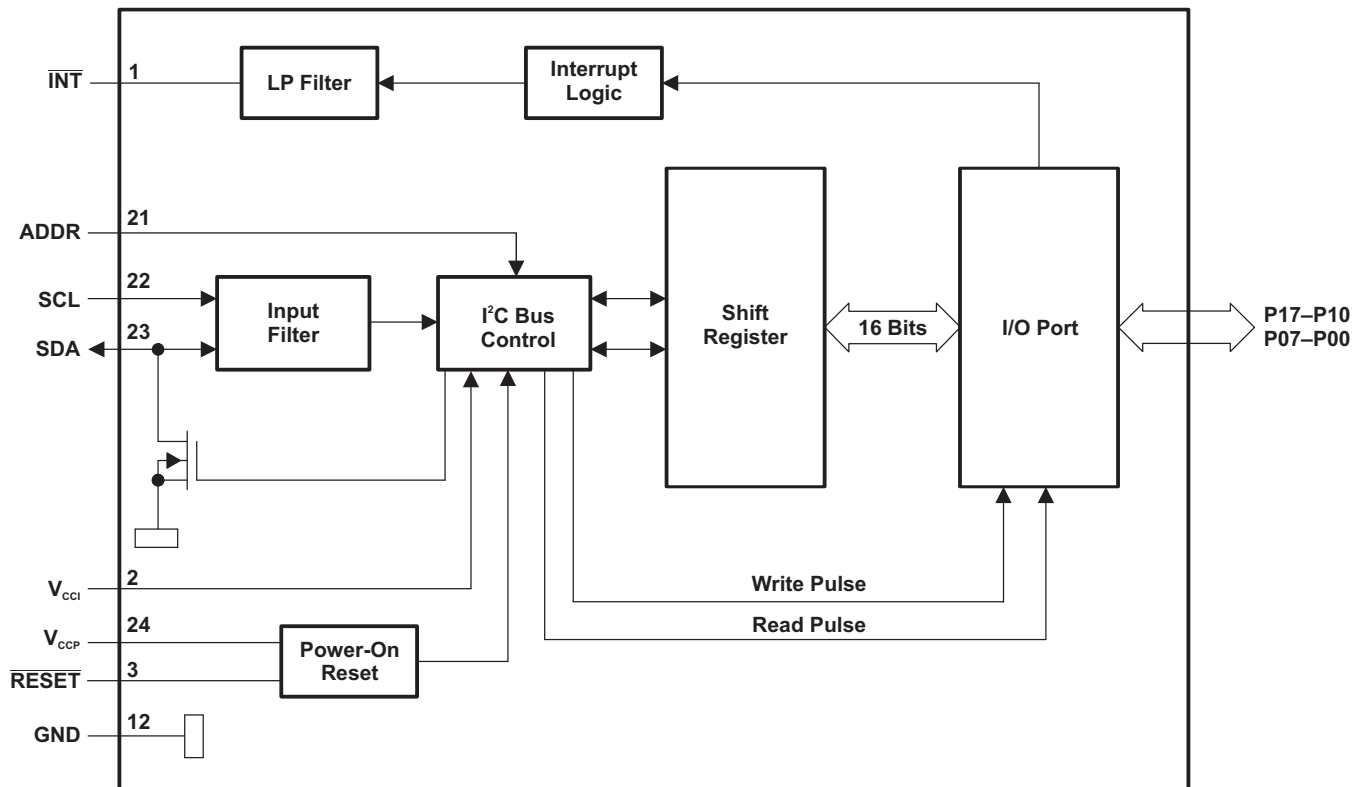 INT
1
LP Filter
Interrupt
Logic
ADDR
21
SCL
22
SDA
23
Input
Filter
I²C Bus
Control
Shift
Register
16 Bits
I/O Port
P17–P10
P07–P00
VCCI
2
Write Pulse
VCCP
24
Read Pulse
RESET
3
Power-On
Reset
GND
12